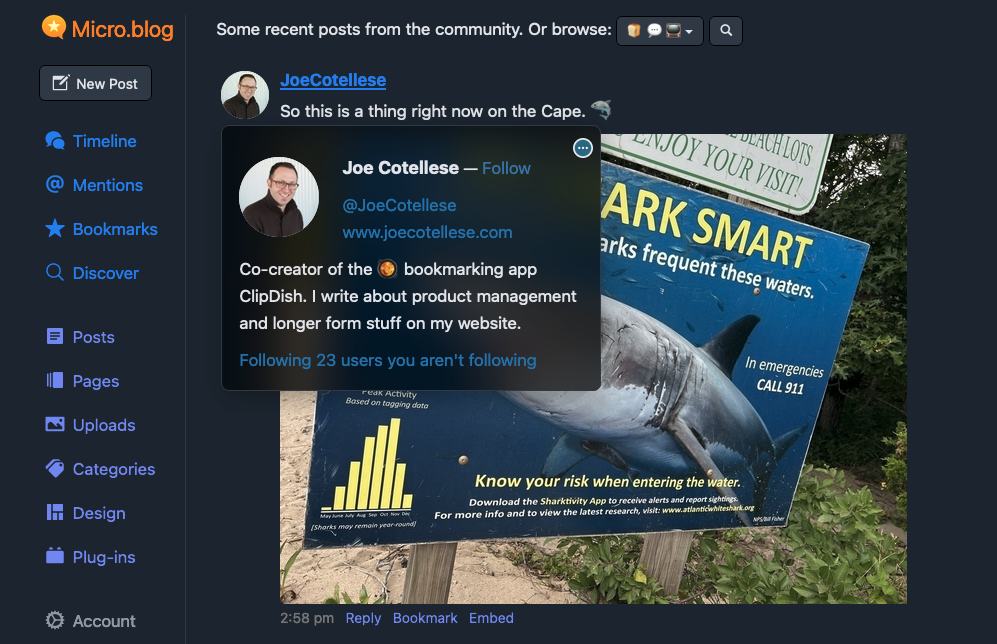 Micro.blog
Some recent posts from the community. Or browse:
New Post
Timeline
Mentions
Bookmarks
Discover
Posts
Pages
Uploads
Categories
Design
Plug-ins
Account
JoeCotellese
So this is a thing right now on the Cape.
Joe Cotellese — Follow
@JoeCotellese
www.joecotellese.com
Co-creator of the bookmarking app
ClipDish. I write about product management
and longer form stuff on my website.
Following 23 users you aren't following
BEACH LOTS
ENJOY YOUR VISIT!
ARK SMART
arks frequent these waters.
In emergencies
CALL 911
Peak Activity
Based on tagging data
May June July Aug Sep Oct Nov Dec
[Sharks may remain year-round]
Know your risk when entering the water.
Download the Sharktivity App to receive alerts and report sightings.
For more info and to view the latest research, visit: www.atlanticwhiteshark.org
NPS/Bill Fisher
2:58 pm Reply Bookmark Embed